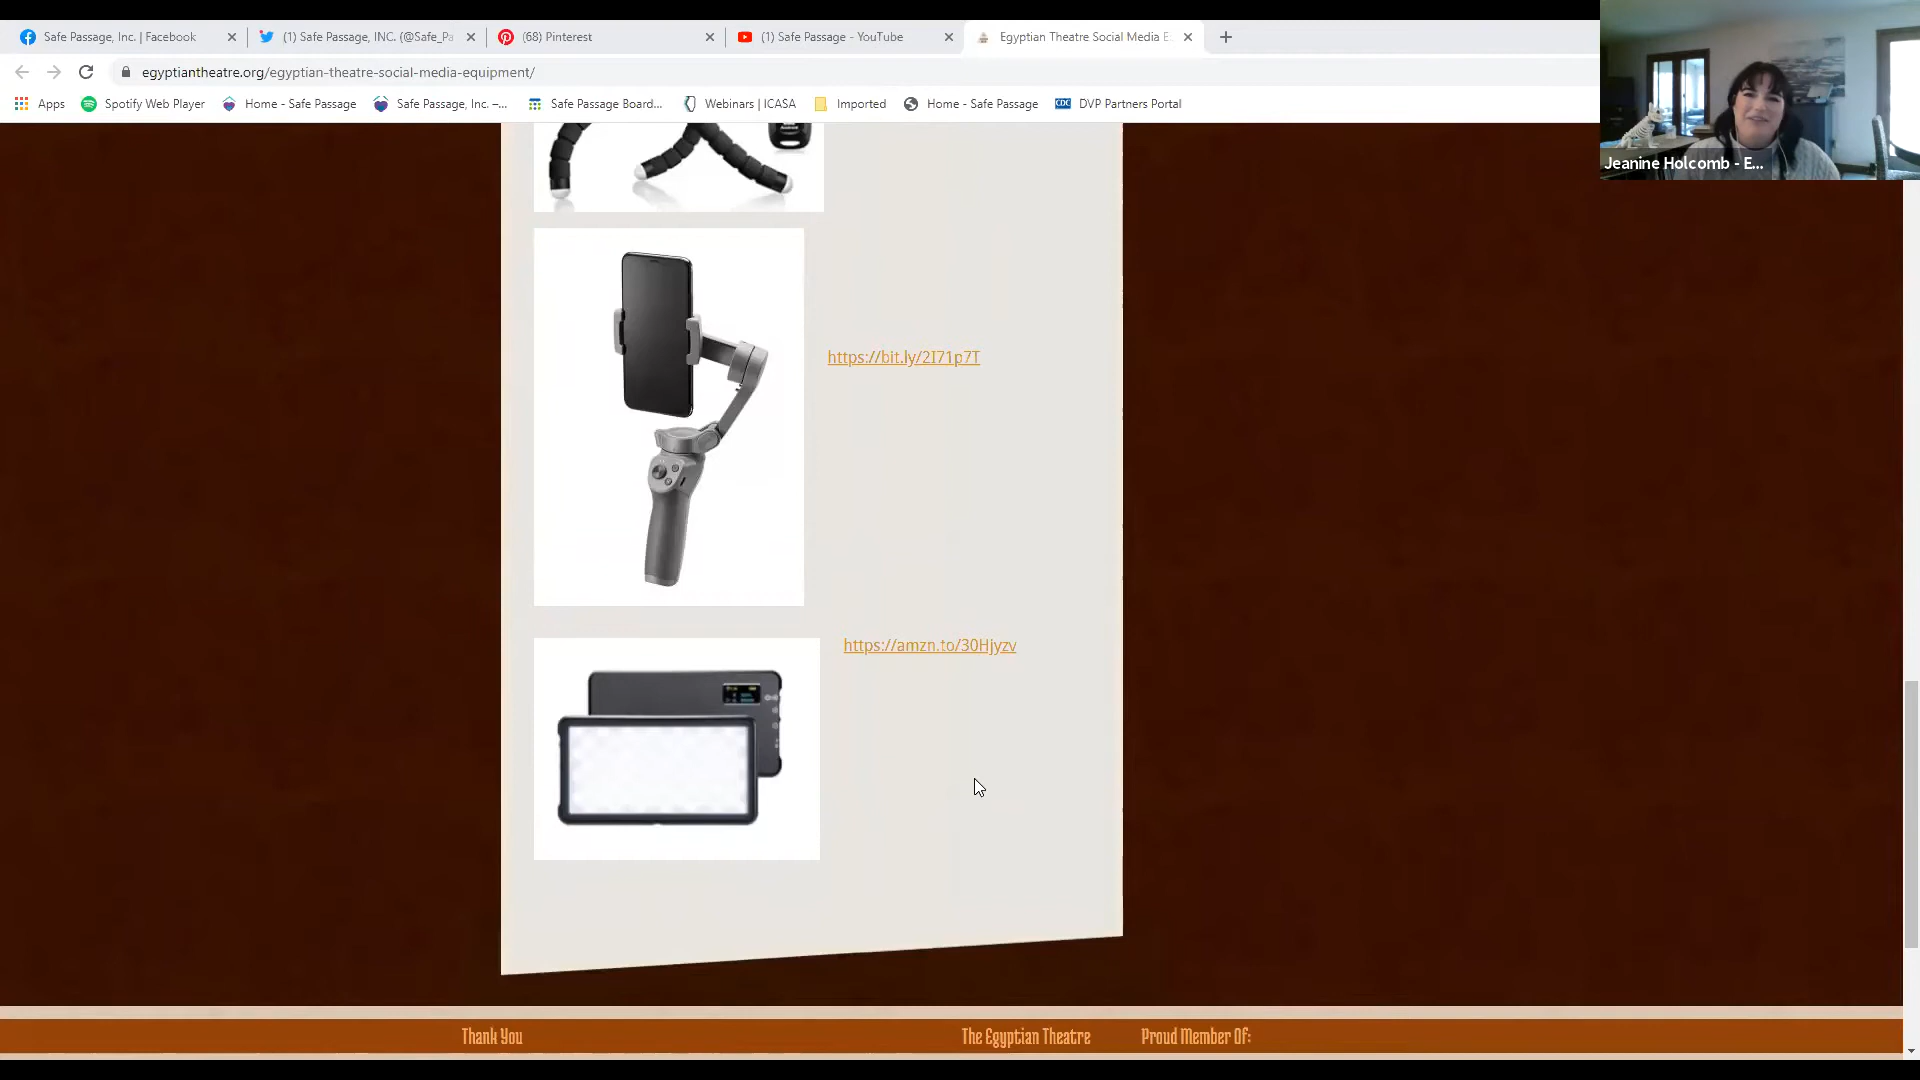 Safe Passage, Inc. | Facebook
(1) Safe Passage, INC. (@Safe_Pa
(68) Pinterest
(1) Safe Passage - YouTube
Egyptian Theatre Social Media E
egyptiantheatre.org/egyptian-theatre-social-media-equipment/
Apps
Spotify Web Player
Home - Safe Passage
Safe Passage, Inc. –...
Safe Passage Board...
Webinars | ICASA
Imported
Home - Safe Passage
CDC
DVP Partners Portal
Jeanine Holcomb - E...
https://bit.ly/2I71p7T
https://amzn.to/30Hjyzv
Thank You
The Egyptian Theatre
Proud Member Of: